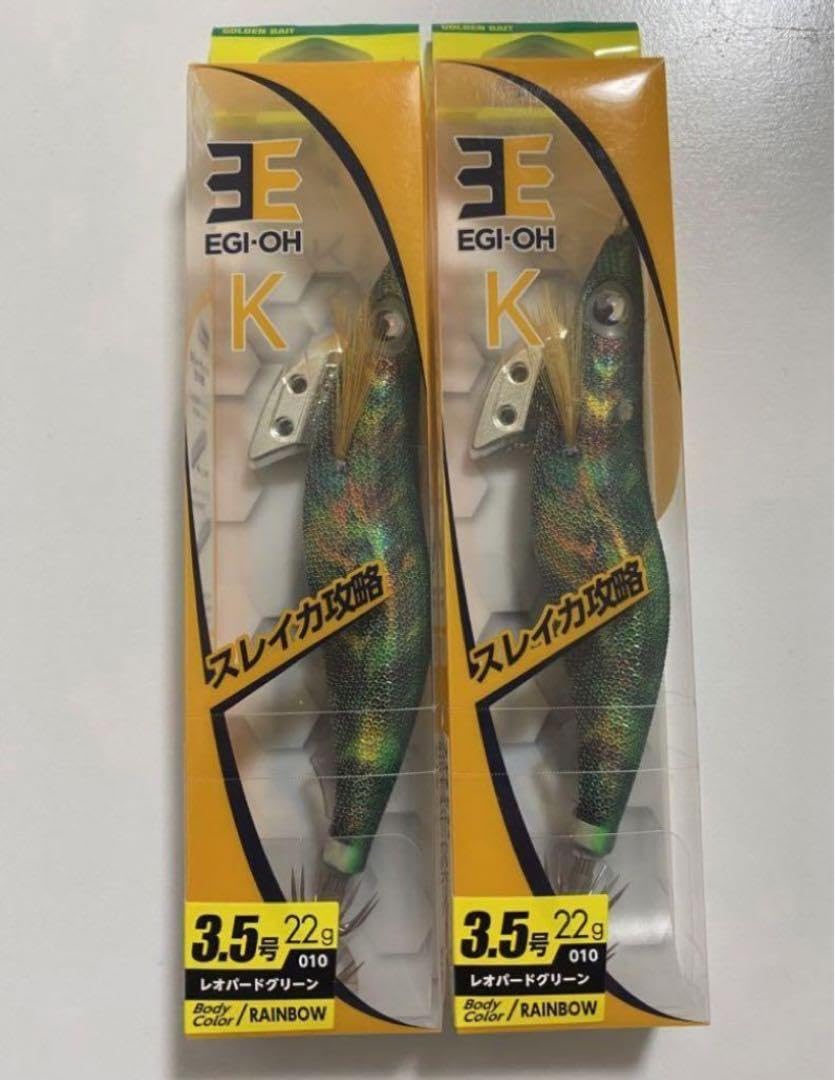 GOLDEN BAIT
EGI-OH
K
スレイカ攻略
3.5号 22g
010
レオパードグリーン
Body Color / RAINBOW
GOLDEN BAIT
EGI-OH
K
スレイカ攻略
3.5号 22g
010
レオパードグリーン
Body Color / RAINBOW